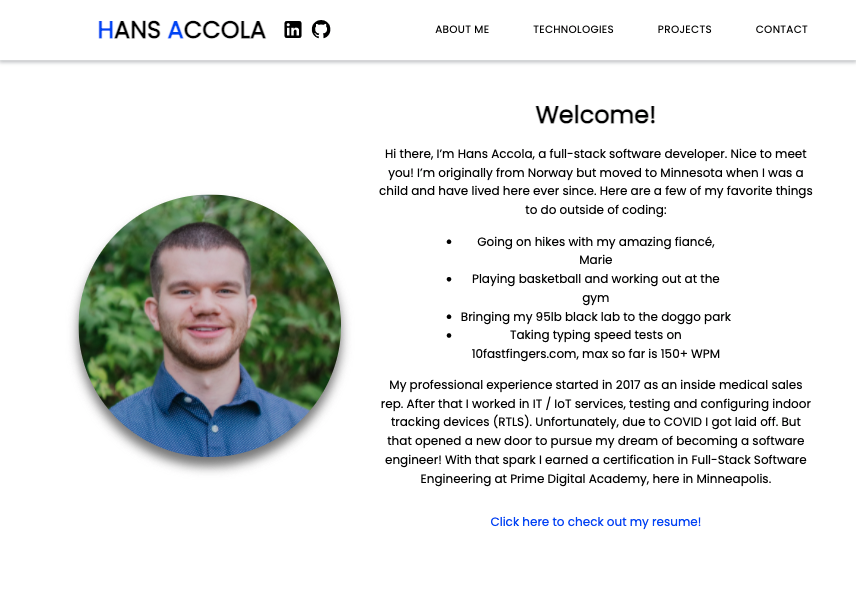 HANS ACCOLA
ABOUT ME
TECHNOLOGIES
PROJECTS
CONTACT
Welcome!
Hi there, I’m Hans Accola, a full-stack software developer. Nice to meet
you! I’m originally from Norway but moved to Minnesota when I was a
child and have lived here ever since. Here are a few of my favorite things
to do outside of coding:
• Going on hikes with my amazing fiancé,
Marie
• Playing basketball and working out at the
gym
• Bringing my 95lb black lab to the doggo park
• Taking typing speed tests on
10fastfingers.com, max so far is 150+ WPM
My professional experience started in 2017 as an inside medical sales
rep. After that I worked in IT / IoT services, testing and configuring indoor
tracking devices (RTLS). Unfortunately, due to COVID I got laid off. But
that opened a new door to pursue my dream of becoming a software
engineer! With that spark I earned a certification in Full-Stack Software
Engineering at Prime Digital Academy, here in Minneapolis.
Click here to check out my resume!